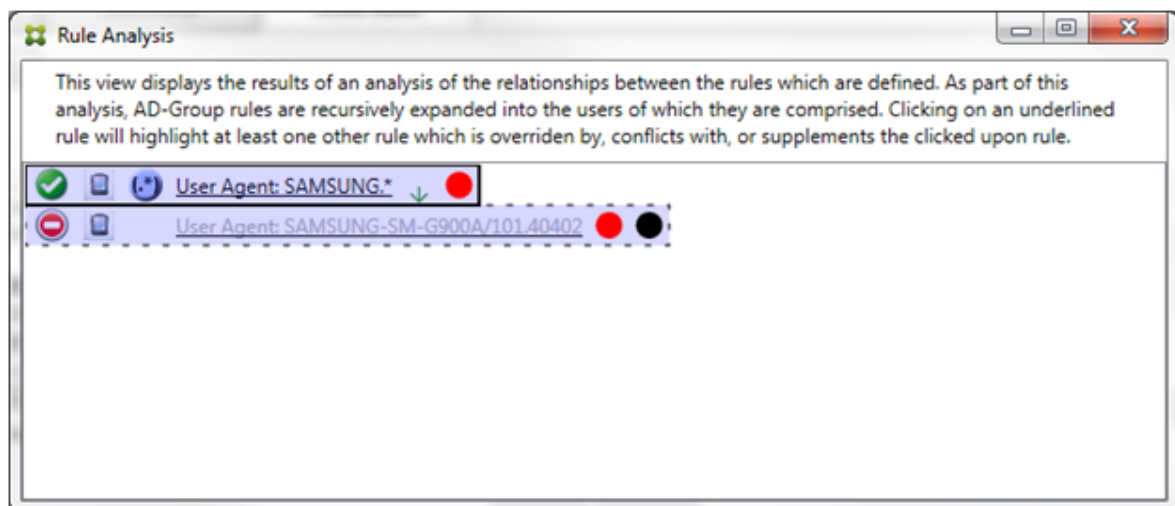 Rule Analysis
This view displays the results of an analysis of the relationships between the rules which are defined. As part of this
analysis, AD-Group rules are recursively expanded into the users of which they are comprised. Clicking on an underlined
rule will highlight at least one other rule which is overriden by, conflicts with, or supplements the clicked upon rule.
(.*) User Agent: SAMSUNG.*
User Agent: SAMSUNG-SM-G900A/101.40402